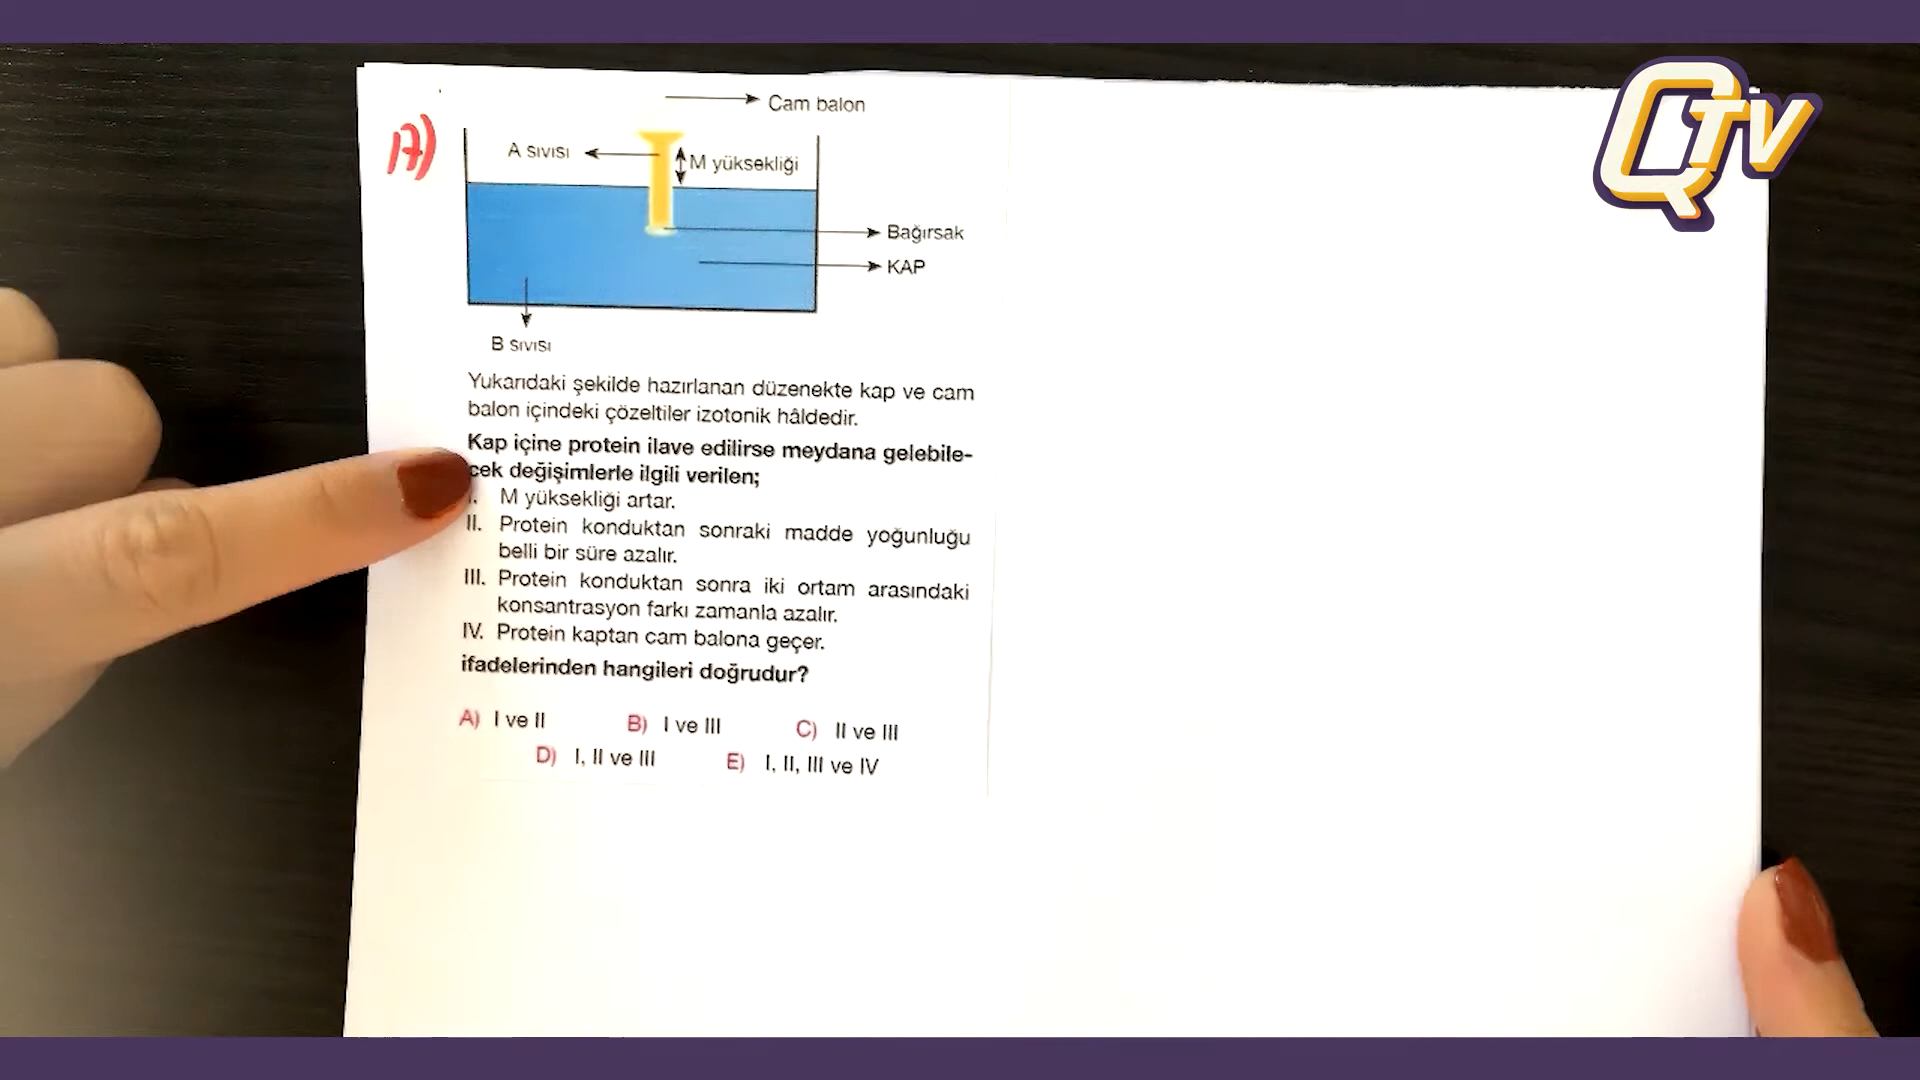 QTV
17)
Cam balon
A sıvısı
M yüksekliği
Bağırsak
KAP
B sıvısı
Yukarıdaki şekilde hazırlanan düzenekte kap ve cam
balon içindeki çözeltiler izotonik hâldedir.
Kap içine protein ilave edilirse meydana gelebile-
cek değişimlerle ilgili verilen;
I. M yüksekliği artar.
II. Protein konduktan sonraki madde yoğunluğu
belli bir süre azalır.
III. Protein konduktan sonra iki ortam arasındaki
konsantrasyon farkı zamanla azalır.
IV. Protein kaptan cam balona geçer.
ifadelerinden hangileri doğrudur?
A) I ve II B) I ve III C) II ve III
D) I, II ve III E) I, II, III ve IV